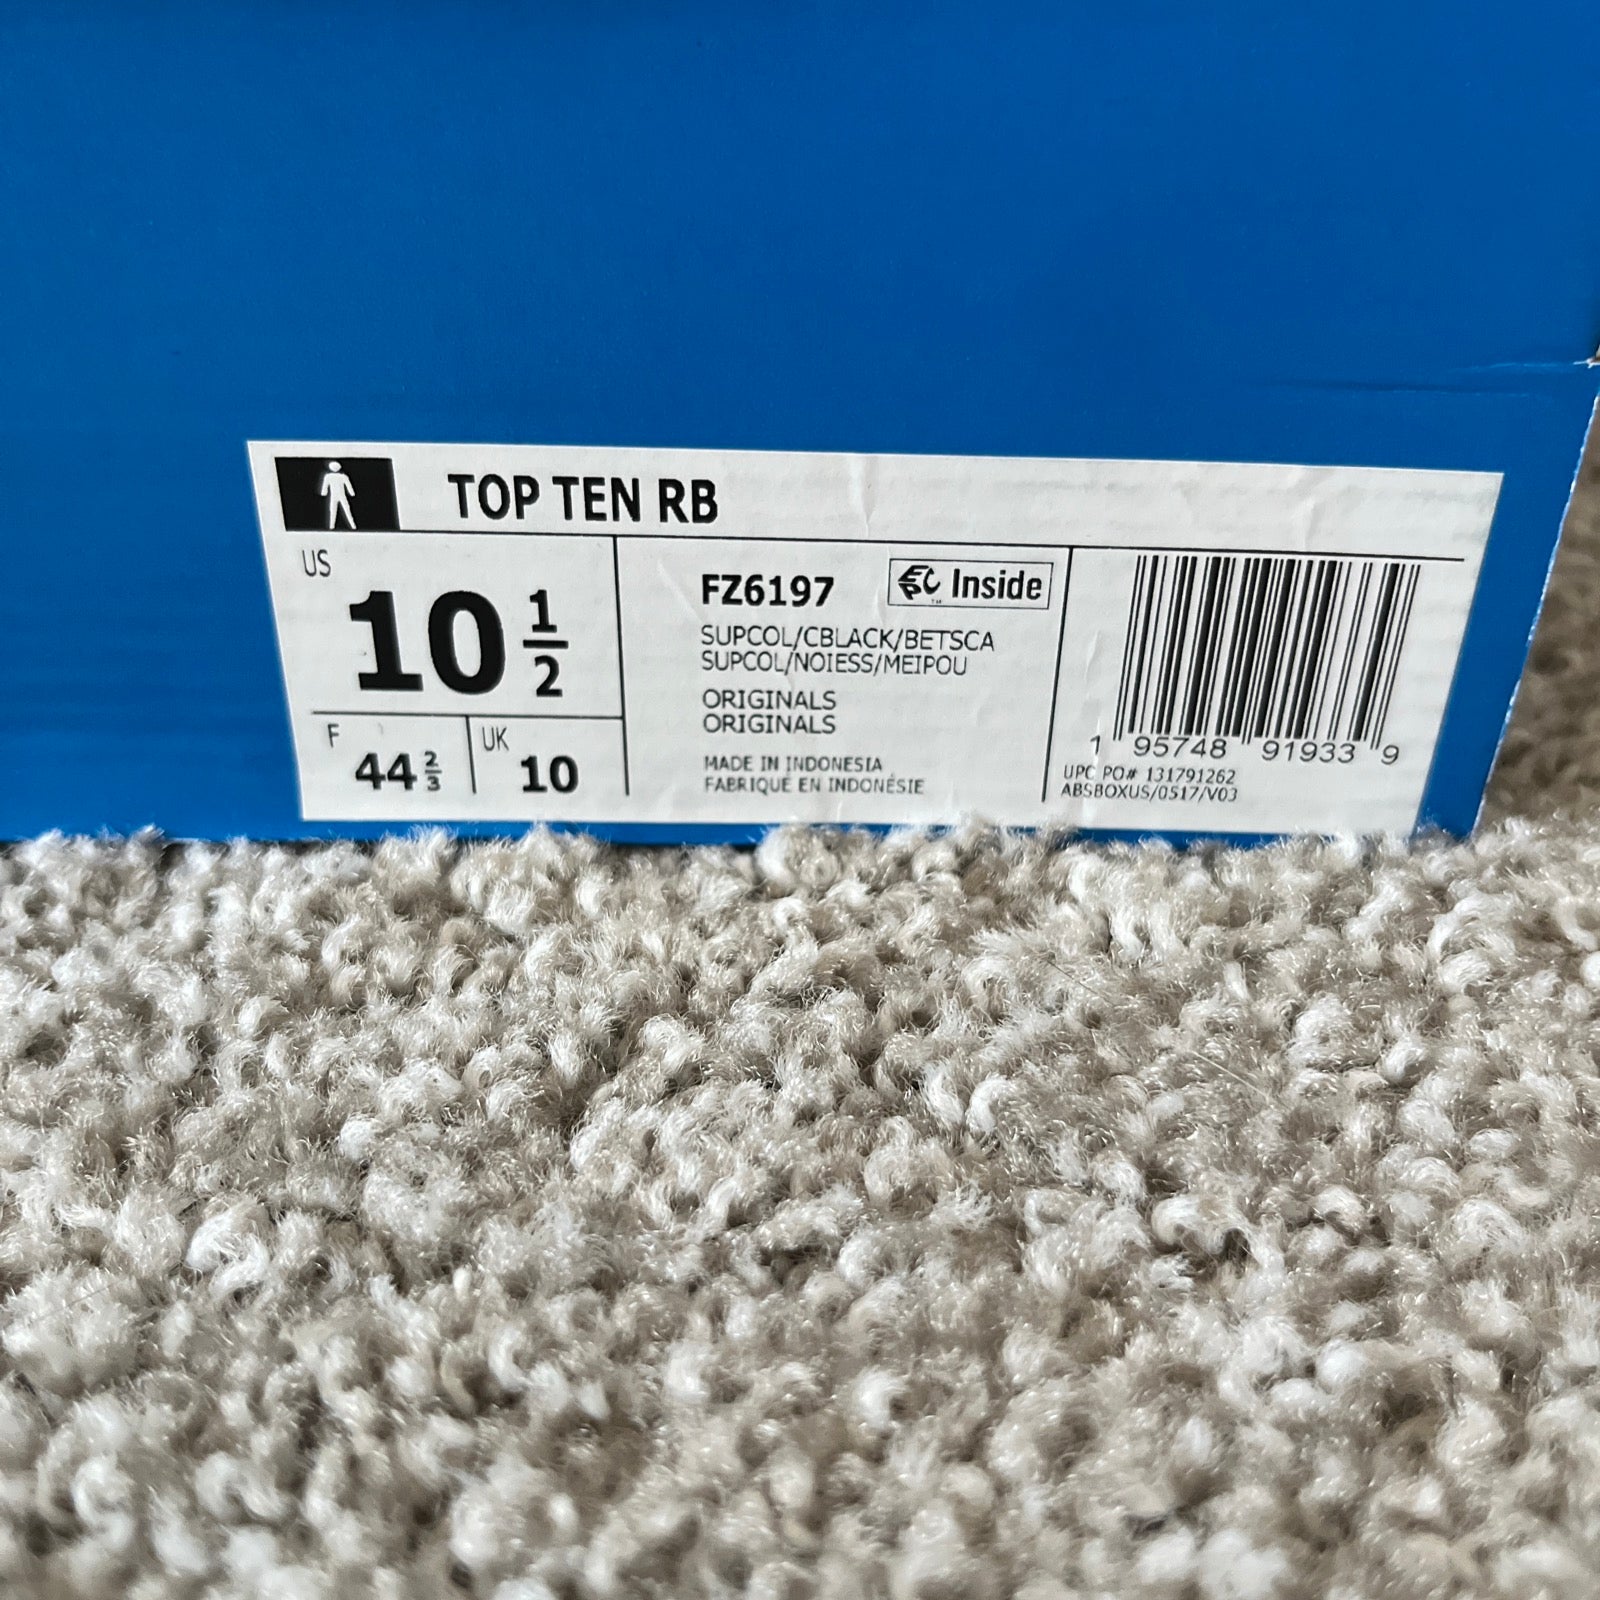 TOP TEN RB
US
10 1/2
F
44 2/3
UK
10
FZ6197
EPC Inside
SUPCOL/CBLACK/BETSCA
SUPCOL/NOIESS/MEIPOU
ORIGINALS
ORIGINALS
MADE IN INDONESIA
FABRIQUE EN INDONÉSIE
1 95748 91933 9
UPC PO# 131791262
ABSBOXUS/0517/V03